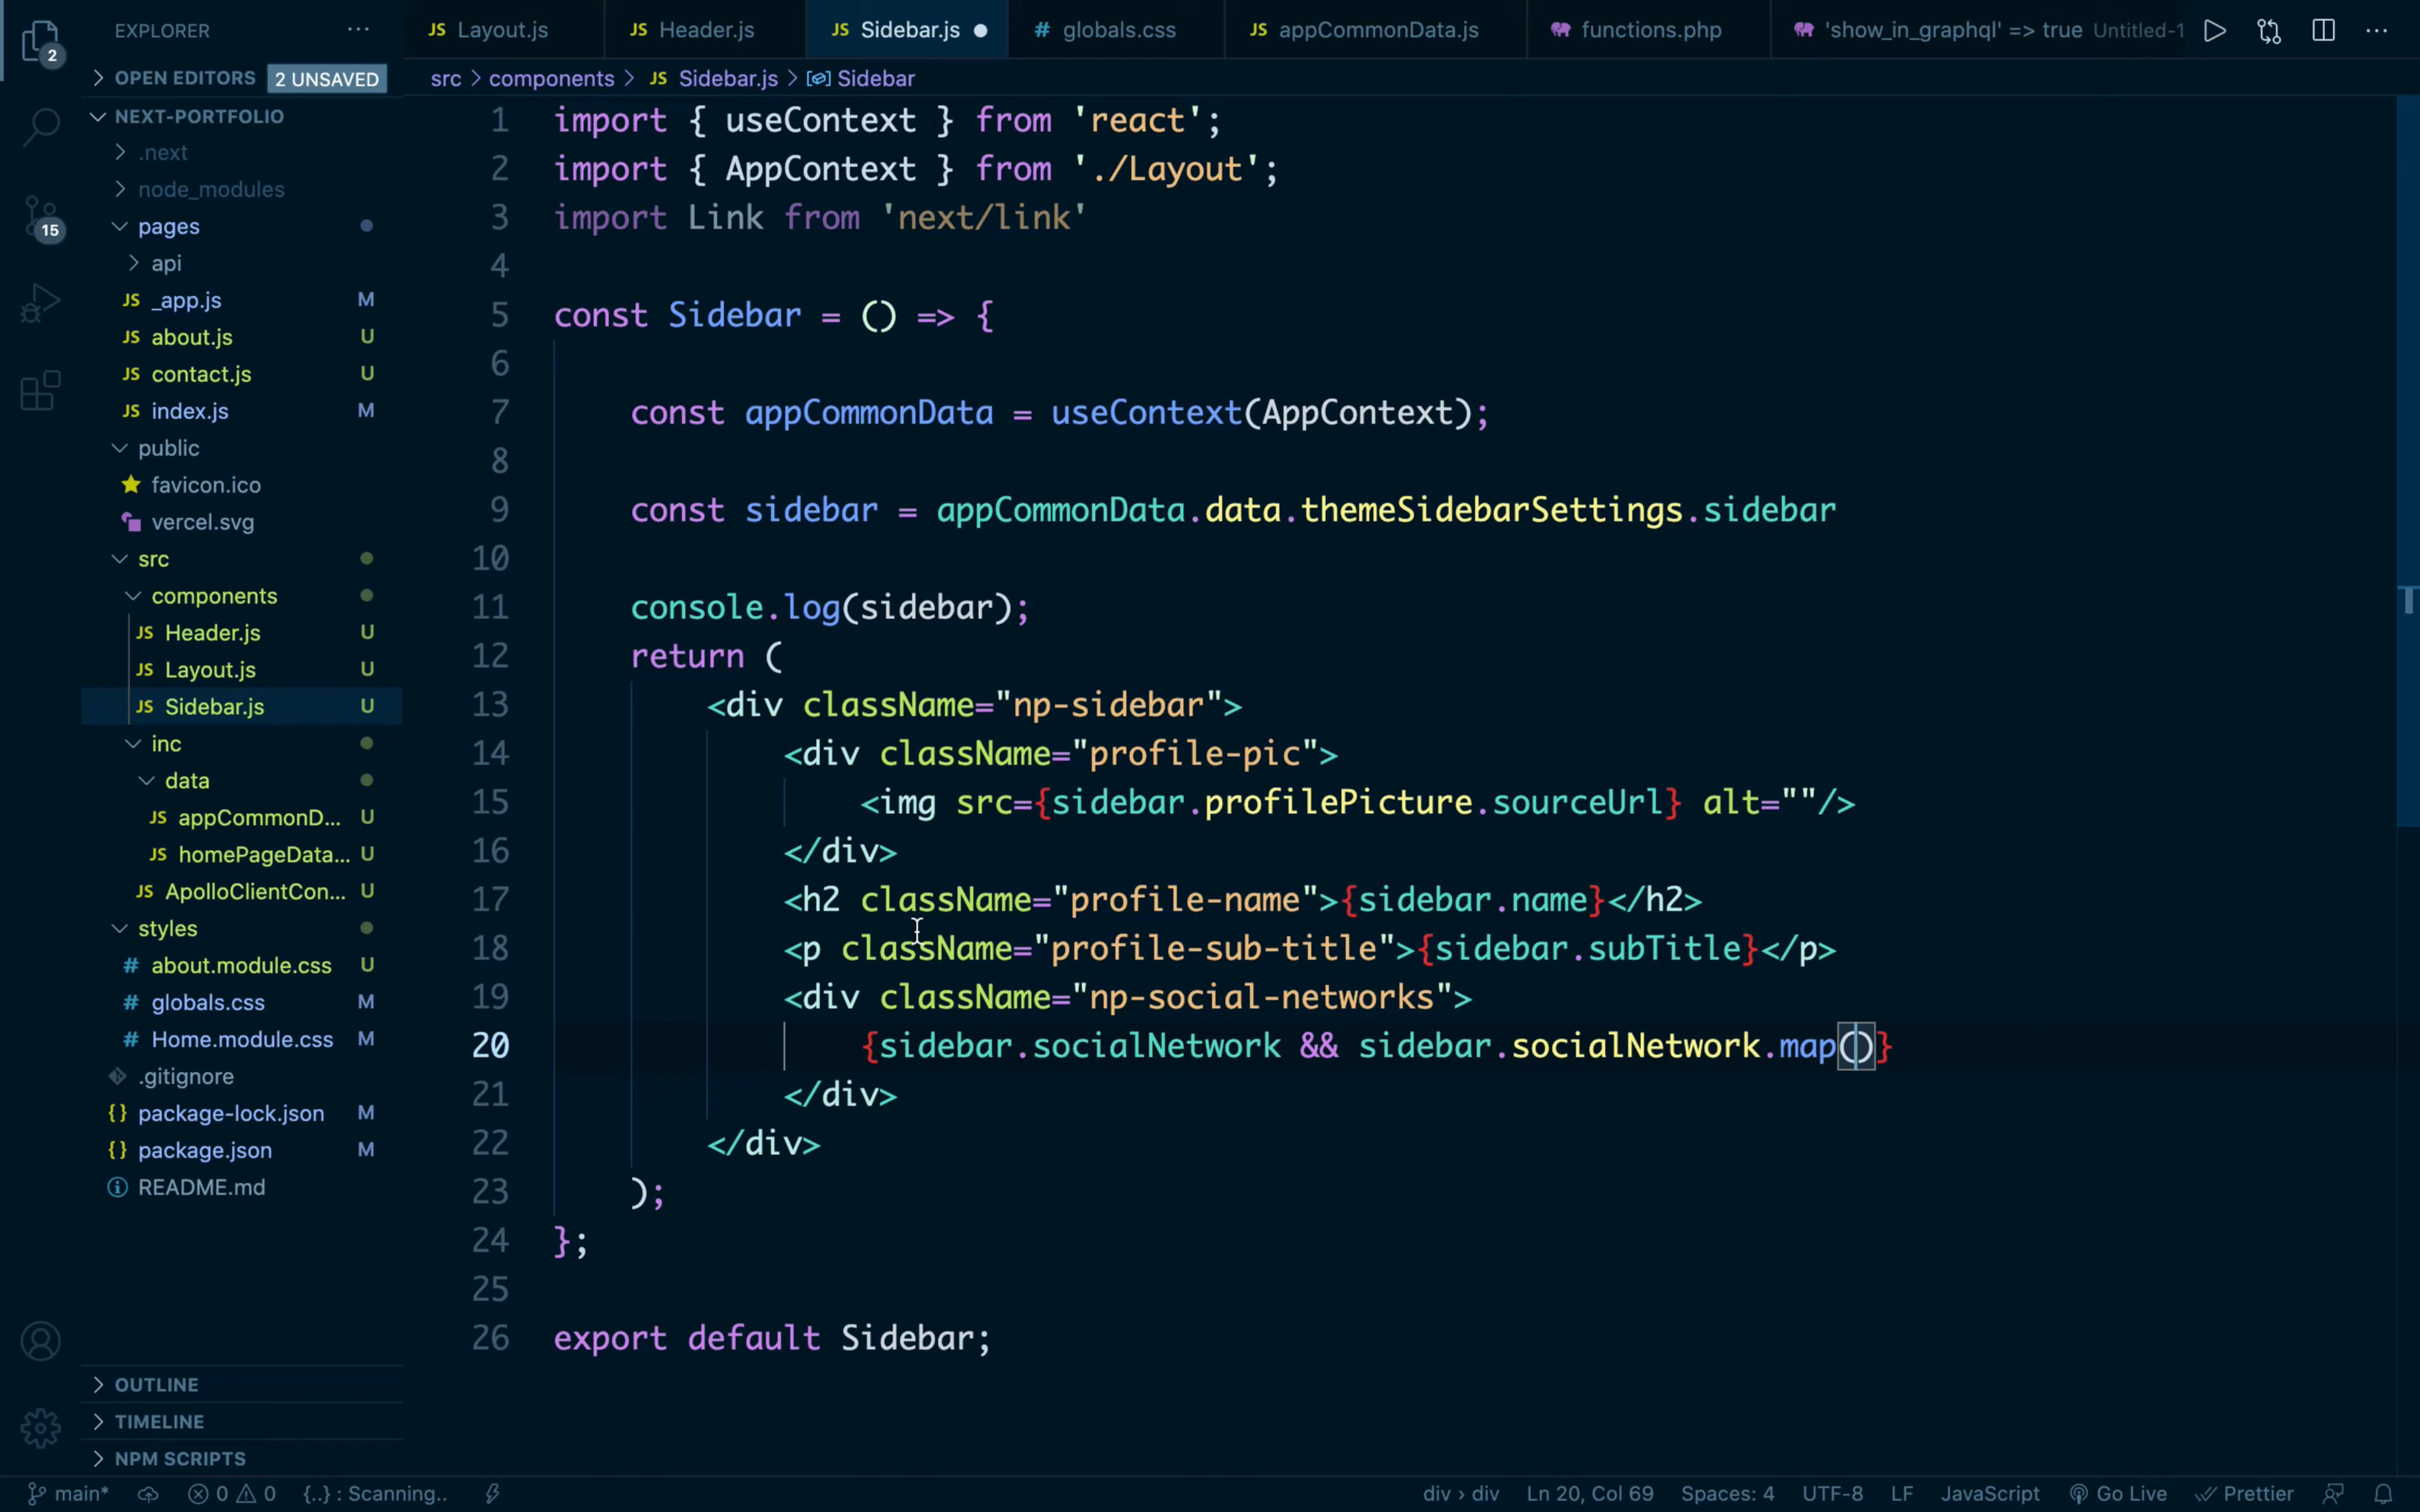 EXPLORER
Layout.js
Header.js
Sidebar.js
globals.css
appCommonData.js
functions.php
'show_in_graphql' => true Untitled-1
OPEN EDITORS 2 UNSAVED
src > components > JS Sidebar.js > Sidebar
2
15
NEXT-PORTFOLIO
.next
node_modules
pages
api
JS _app.js M
JS about.js U
JS contact.js U
JS index.js M
public
favicon.ico
vercel.svg
src
components
JS Header.js U
JS Layout.js U
JS Sidebar.js U
inc
data
JS appCommonD... U
JS homePageData... U
JS ApolloClientCon... U
styles
# about.module.css U
# globals.css M
# Home.module.css M
.gitignore
{} package-lock.json M
{} package.json M
README.md
OUTLINE
TIMELINE
NPM SCRIPTS
1 import { useContext } from 'react';
2 import { AppContext } from './Layout';
3 import Link from 'next/link'
4
5 const Sidebar = () => {
6
7 const appCommonData = useContext(AppContext);
8
9 const sidebar = appCommonData.data.themeSidebarSettings.sidebar
10
11 console.log(sidebar);
12 return (
13 <div className="np-sidebar">
14 <div className="profile-pic">
15 <img src={sidebar.profilePicture.sourceUrl} alt=""/>
16 </div>
17 <h2 className="profile-name">{sidebar.name}</h2>
18 <p className="profile-sub-title">{sidebar.subTitle}</p>
19 <div className="np-social-networks">
20 {sidebar.socialNetwork && sidebar.socialNetwork.map()}
21 </div>
22 </div>
23 );
24 };
25
26 export default Sidebar;
main* 0 0 {..} : Scanning.. div > div Ln 20, Col 69 Spaces: 4 UTF-8 LF JavaScript Go Live Prettier